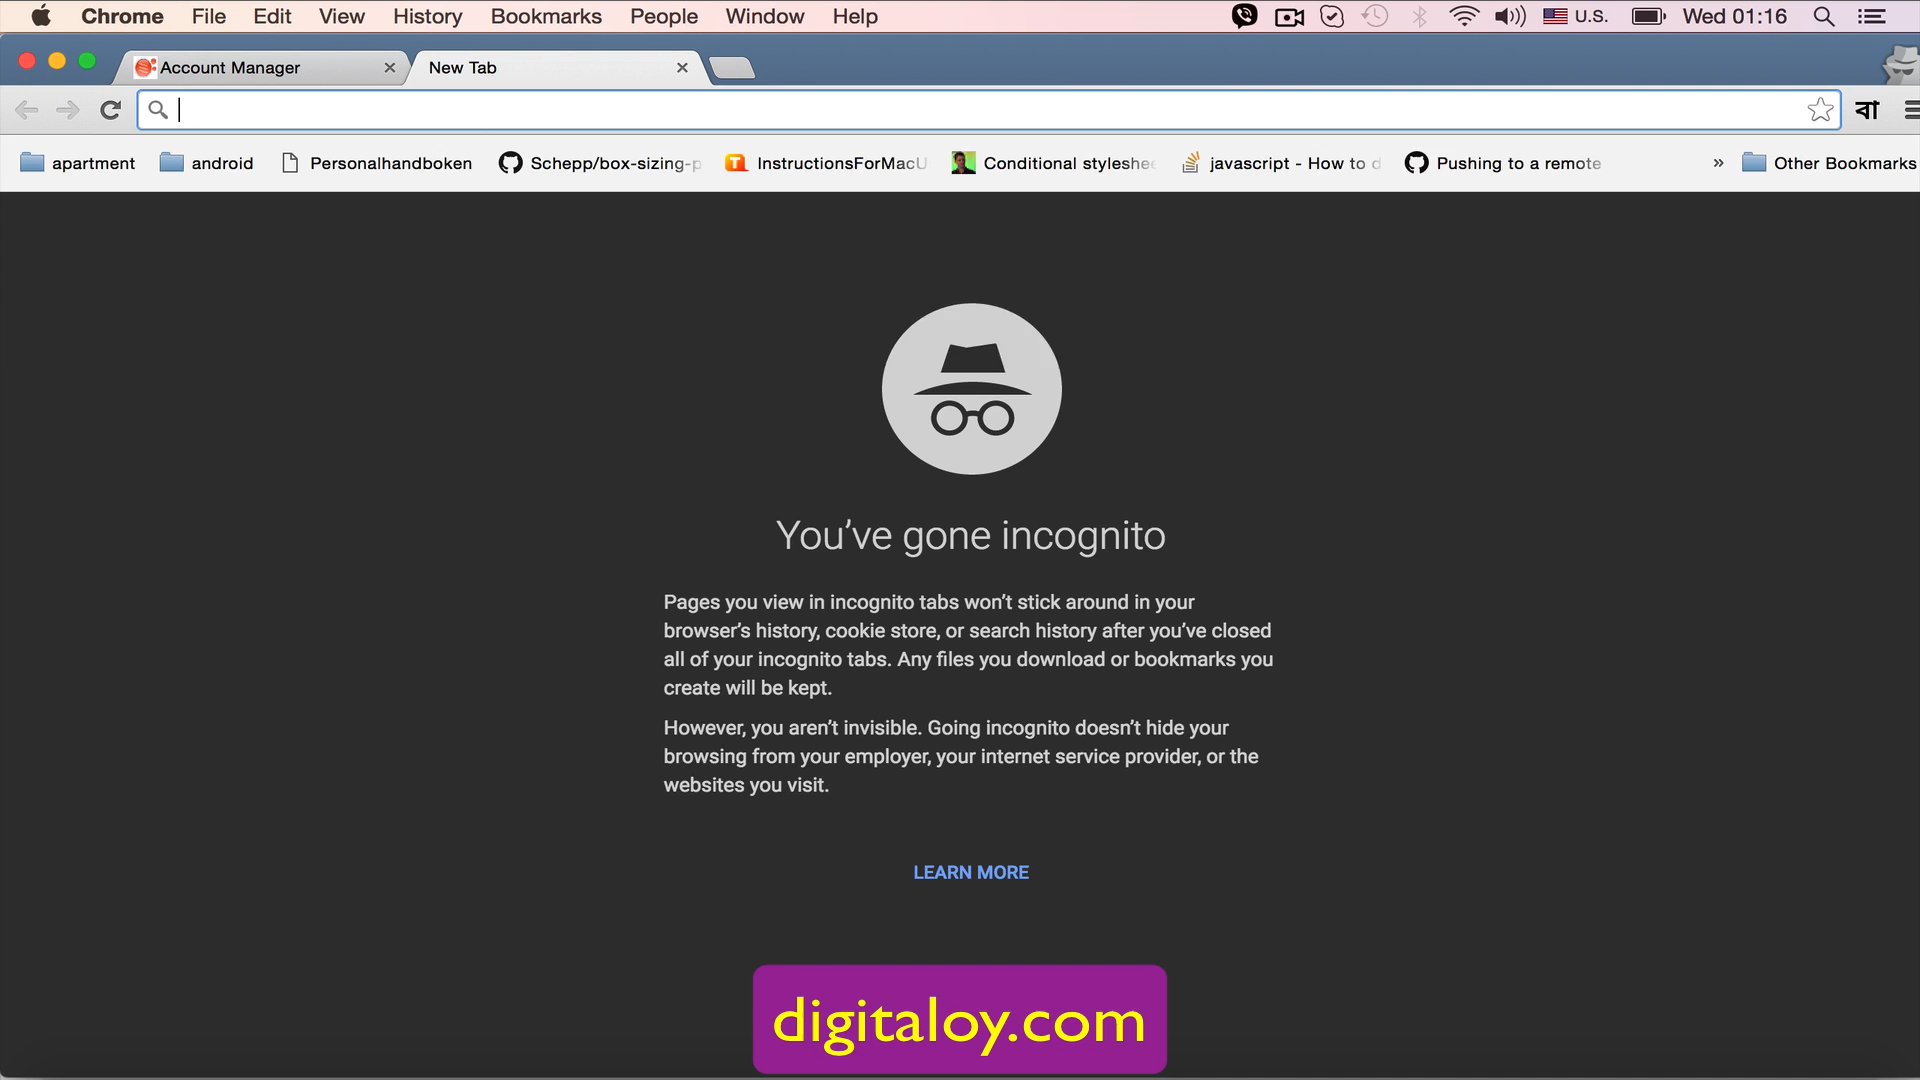 Chrome File Edit View History Bookmarks People Window Help U.S. Wed 01:16
Account Manager New Tab
বা
apartment android Personalhandboken Schepp/box-sizing-p InstructionsForMacU Conditional styleshee javascript - How to d Pushing to a remote » Other Bookmarks
You’ve gone incognito
Pages you view in incognito tabs won’t stick around in your
browser’s history, cookie store, or search history after you’ve closed
all of your incognito tabs. Any files you download or bookmarks you
create will be kept.
However, you aren’t invisible. Going incognito doesn’t hide your
browsing from your employer, your internet service provider, or the
websites you visit.
LEARN MORE
digitaloy.com